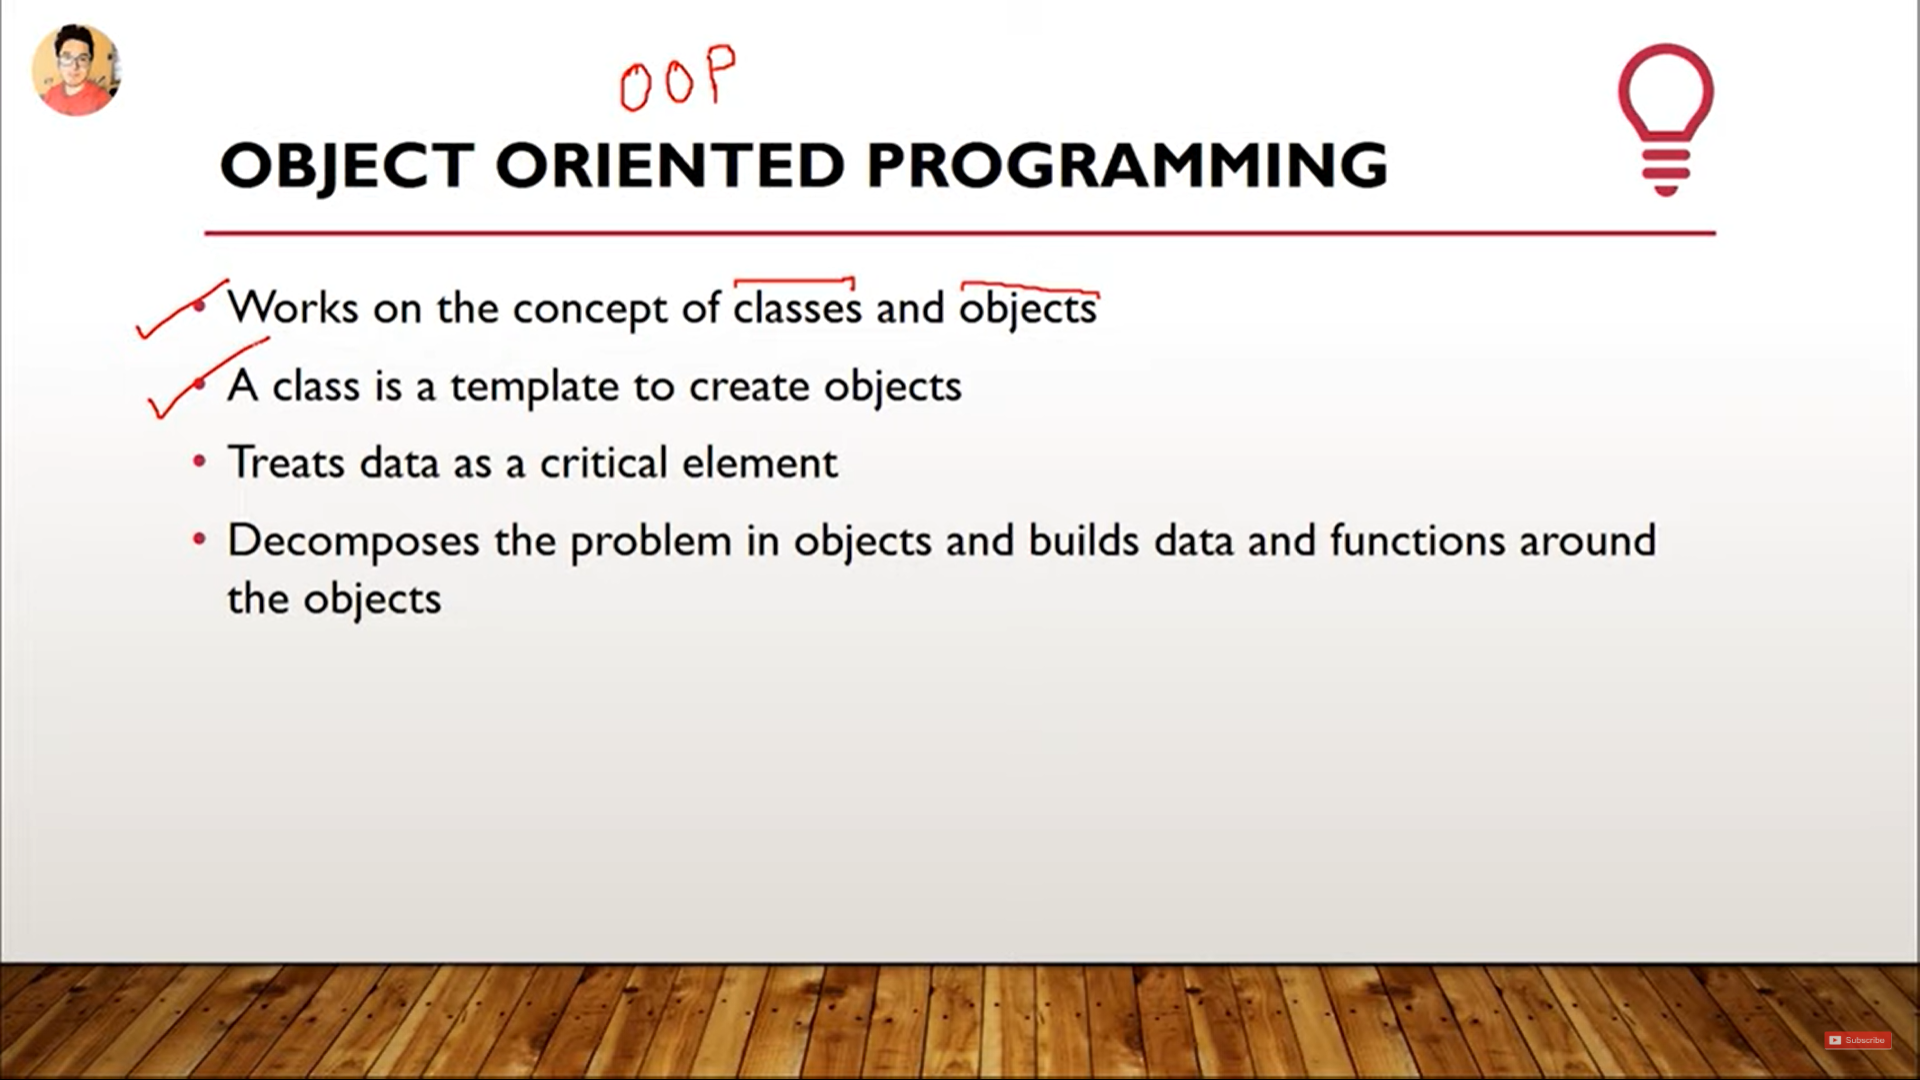 OOP
OBJECT ORIENTED PROGRAMMING
• Works on the concept of classes and objects
• A class is a template to create objects
• Treats data as a critical element
• Decomposes the problem in objects and builds data and functions around
the objects
Subscribe